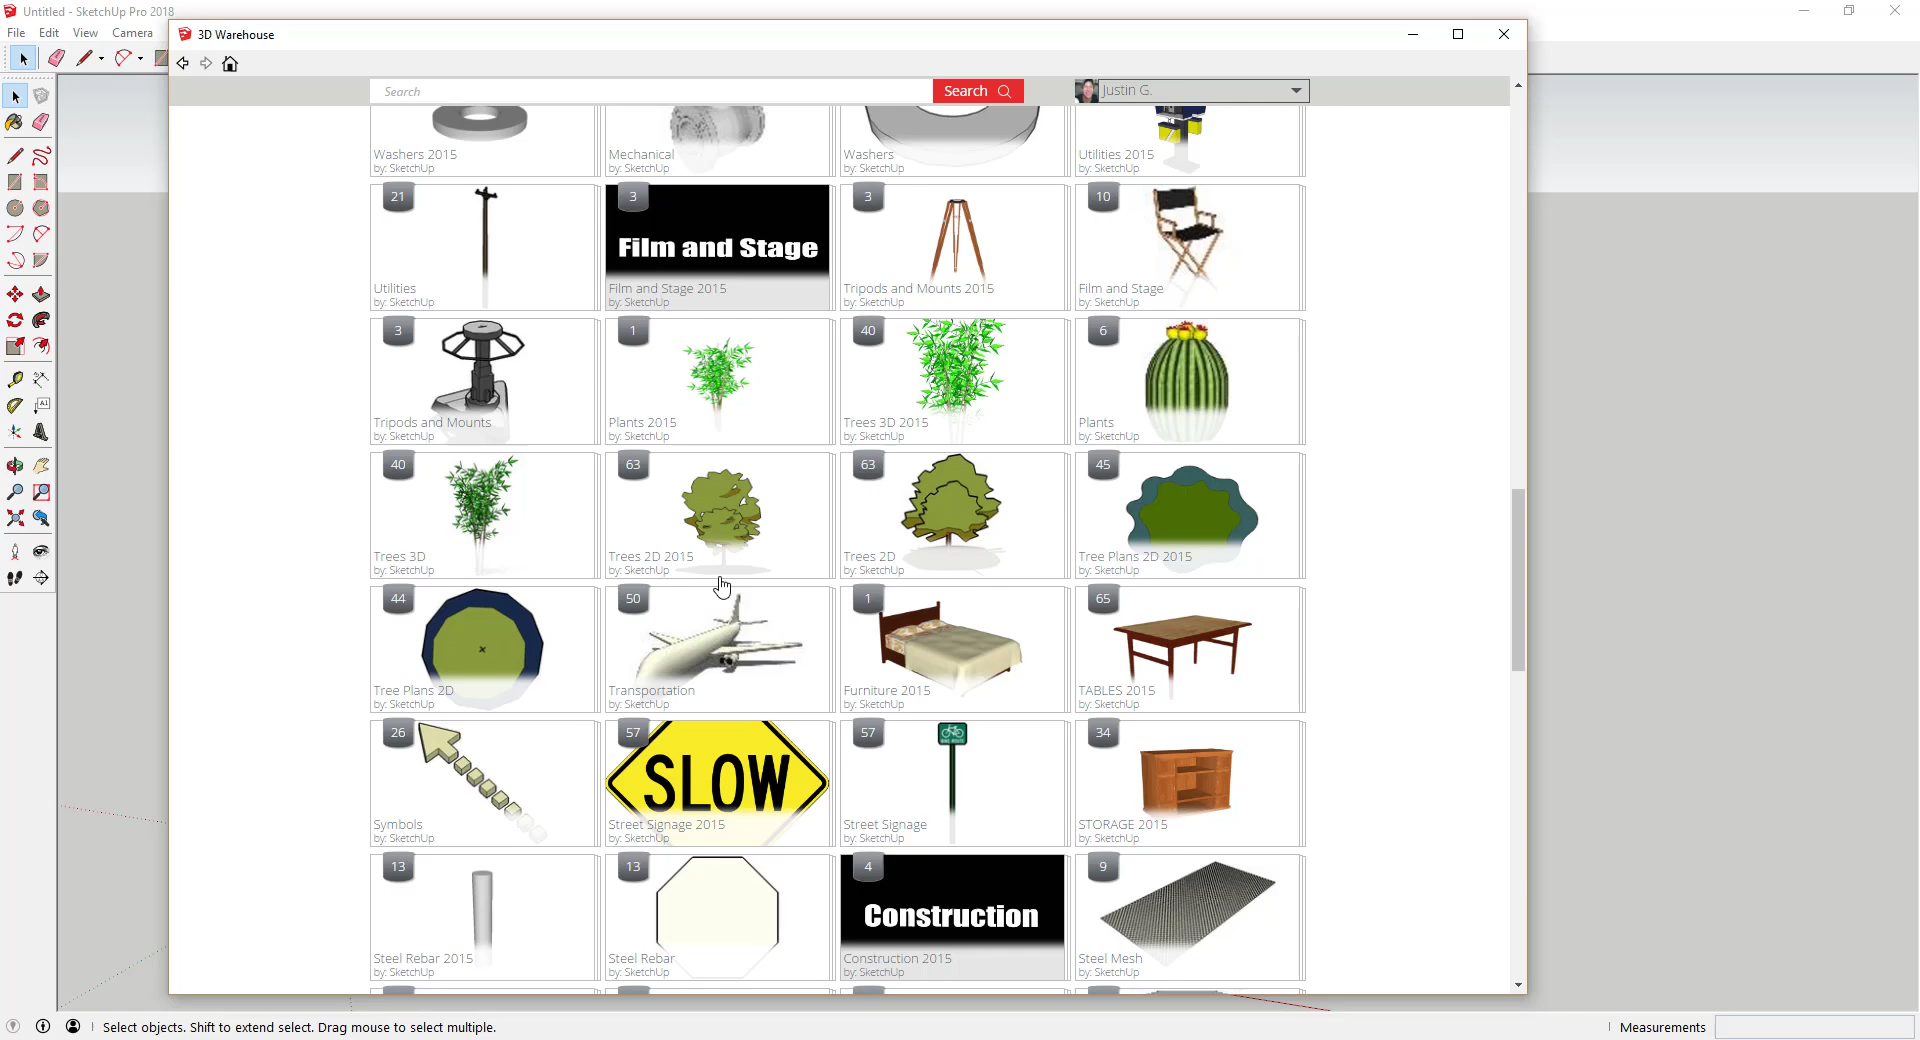 Untitled - SketchUp Pro 2018
File Edit View Camera
3D Warehouse
Search Search Justin G.
Washers 2015 Mechanical Washers Utilities 2015
by: SketchUp by: SketchUp by: SketchUp by: SketchUp
21 3 3 10
Film and Stage
Utilities Film and Stage 2015 Tripods and Mounts 2015 Film and Stage
by: SketchUp by: SketchUp by: SketchUp by: SketchUp
3 1 40 6
Tripods and Mounts Plants 2015 Trees 3D 2015 Plants
by: SketchUp by: SketchUp by: SketchUp by: SketchUp
40 63 63 45
Trees 3D Trees 2D 2015 Trees 2D Tree Plans 2D 2015
by: SketchUp by: SketchUp by: SketchUp by: SketchUp
44 50 1 65
Tree Plans 2D Transportation Furniture 2015 TABLES 2015
by: SketchUp by: SketchUp by: SketchUp by: SketchUp
26 57 57 34
SLOW
Symbols Street Signage 2015 Street Signage STORAGE 2015
by: SketchUp by: SketchUp by: SketchUp by: SketchUp
13 13 4 9
Construction
Steel Rebar 2015 Steel Rebar Construction 2015 Steel Mesh
by: SketchUp by: SketchUp by: SketchUp by: SketchUp
Select objects. Shift to extend select. Drag mouse to select multiple. Measurements